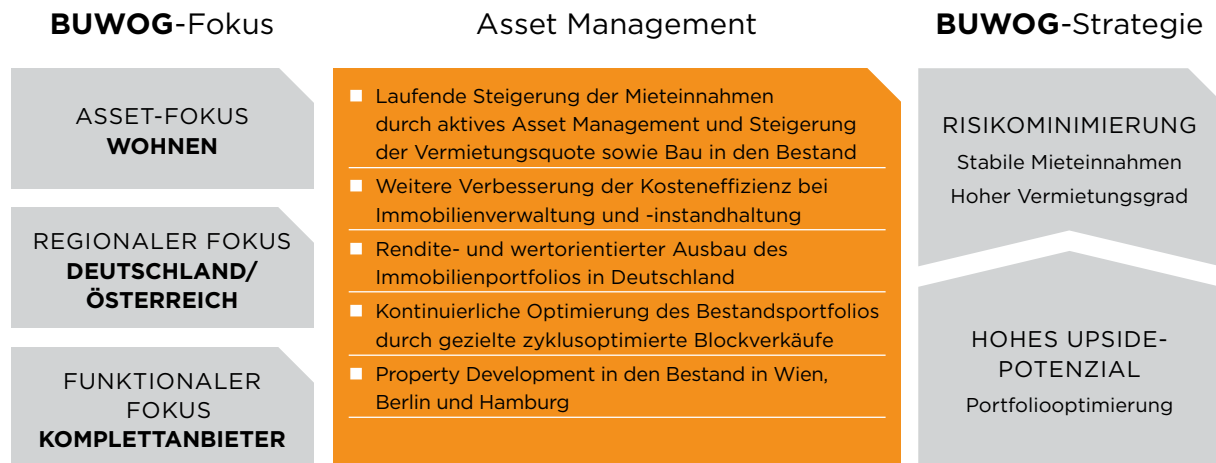 BUWOG-Fokus
ASSET-FOKUS
WOHNEN
REGIONALER FOKUS
DEUTSCHLAND/
ÖSTERREICH
FUNKTIONALER
FOKUS
KOMPLETTANBIETER
Asset Management
Laufende Steigerung der Mieteinnahmen
durch aktives Asset Management und Steigerung
der Vermietungsquote sowie Bau in den Bestand
Weitere Verbesserung der Kosteneffizienz bei
Immobilienverwaltung und -instandhaltung
Rendite- und wertorientierter Ausbau des
Immobilienportfolios in Deutschland
Kontinuierliche Optimierung des Bestandsportfolios
durch gezielte zyklusoptimierte Blockverkäufe
Property Development in den Bestand in Wien,
Berlin und Hamburg
BUWOG-Strategie
RISIKOMINIMIERUNG
Stabile Mieteinnahmen
Hoher Vermietungsgrad
HOHES UPSIDE-
POTENZIAL
Portfoliooptimierung